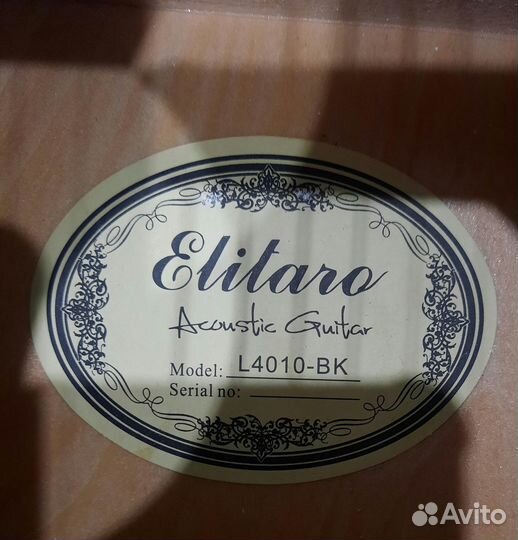 Elitaro
Acoustic Guitar
Model: L4010-BK
Serial no:
Avito